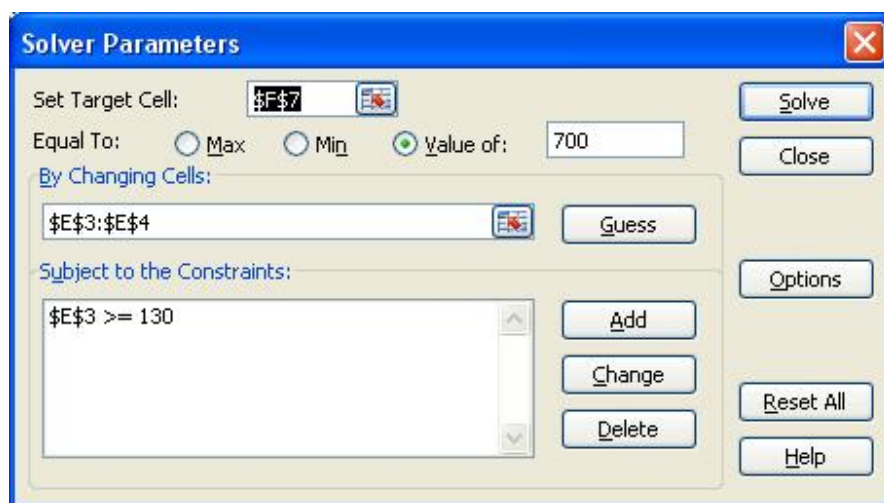 Solver Parameters
Set Target Cell: $F$7
Solve
Equal To: Max Min Value of: 700
Close
By Changing Cells:
$E$3:$E$4
Guess
Subject to the Constraints:
Options
$E$3 >= 130
Add
Change
Reset All
Delete
Help